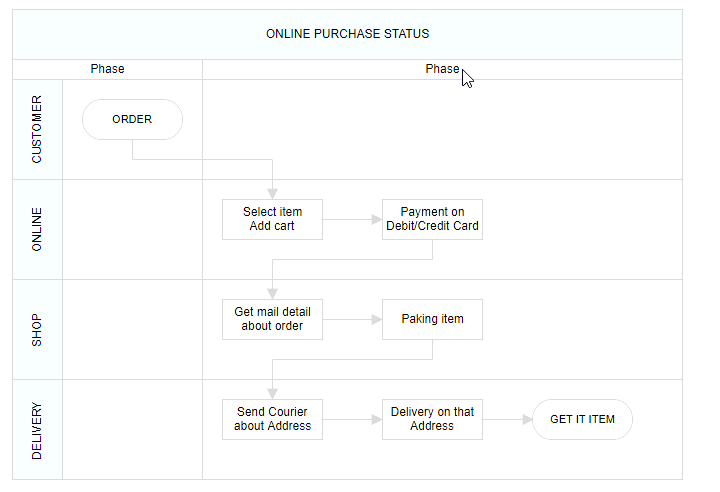 ONLINE PURCHASE STATUS
Phase
Phase
CUSTOMER
ORDER
ONLINE
Select item
Add cart
Payment on
Debit/Credit Card
SHOP
Get mail detail
about order
Paking item
DELIVERY
Send Courier
about Address
Delivery on that
Address
GET IT ITEM